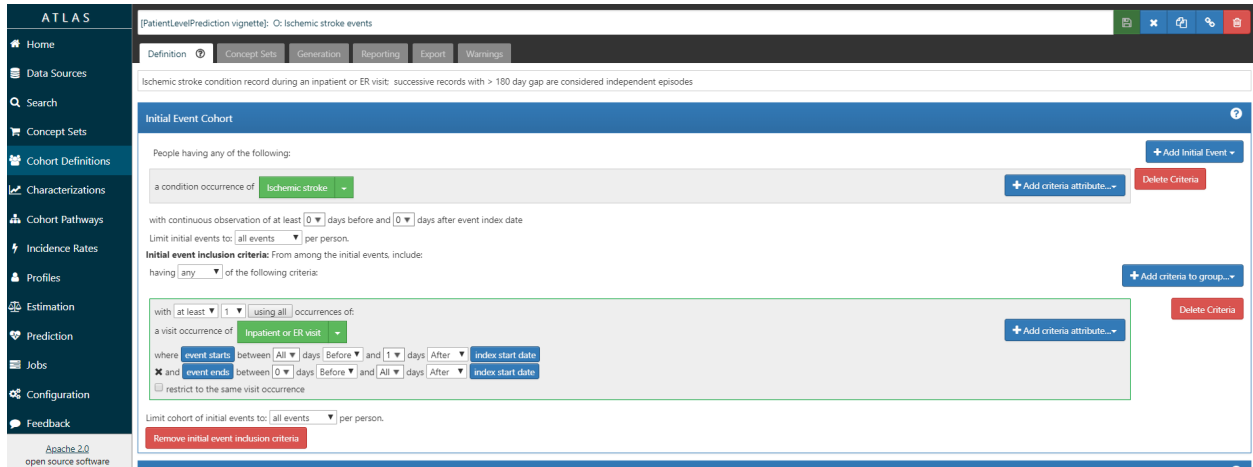 ATLAS
Home
Data Sources
Search
Concept Sets
Cohort Definitions
Characterizations
Cohort Pathways
Incidence Rates
Profiles
Estimation
Prediction
Jobs
Configuration
Feedback
Apache 2.0
open source software
[PatientLevelPrediction vignette]: O: Ischemic stroke events
Definition Concept Sets Generation Reporting Export Warnings
Ischemic stroke condition record during an inpatient or ER visit; successive records with > 180 day gap are considered independent episodes
Initial Event Cohort
People having any of the following:
+ Add Initial Event
a condition occurrence of Ischemic stroke + Add criteria attribute... Delete Criteria
with continuous observation of at least 0 days before and 0 days after event index date
Limit initial events to: all events per person.
Initial event inclusion criteria: From among the initial events, include:
having any of the following criteria: + Add criteria to group...
with at least 1 using all occurrences of: Delete Criteria
a visit occurrence of Inpatient or ER visit + Add criteria attribute...
where event starts between All days Before and 1 days After index start date
and event ends between 0 days Before and All days After index start date
restrict to the same visit occurrence
Limit cohort of initial events to: all events per person.
Remove initial event inclusion criteria